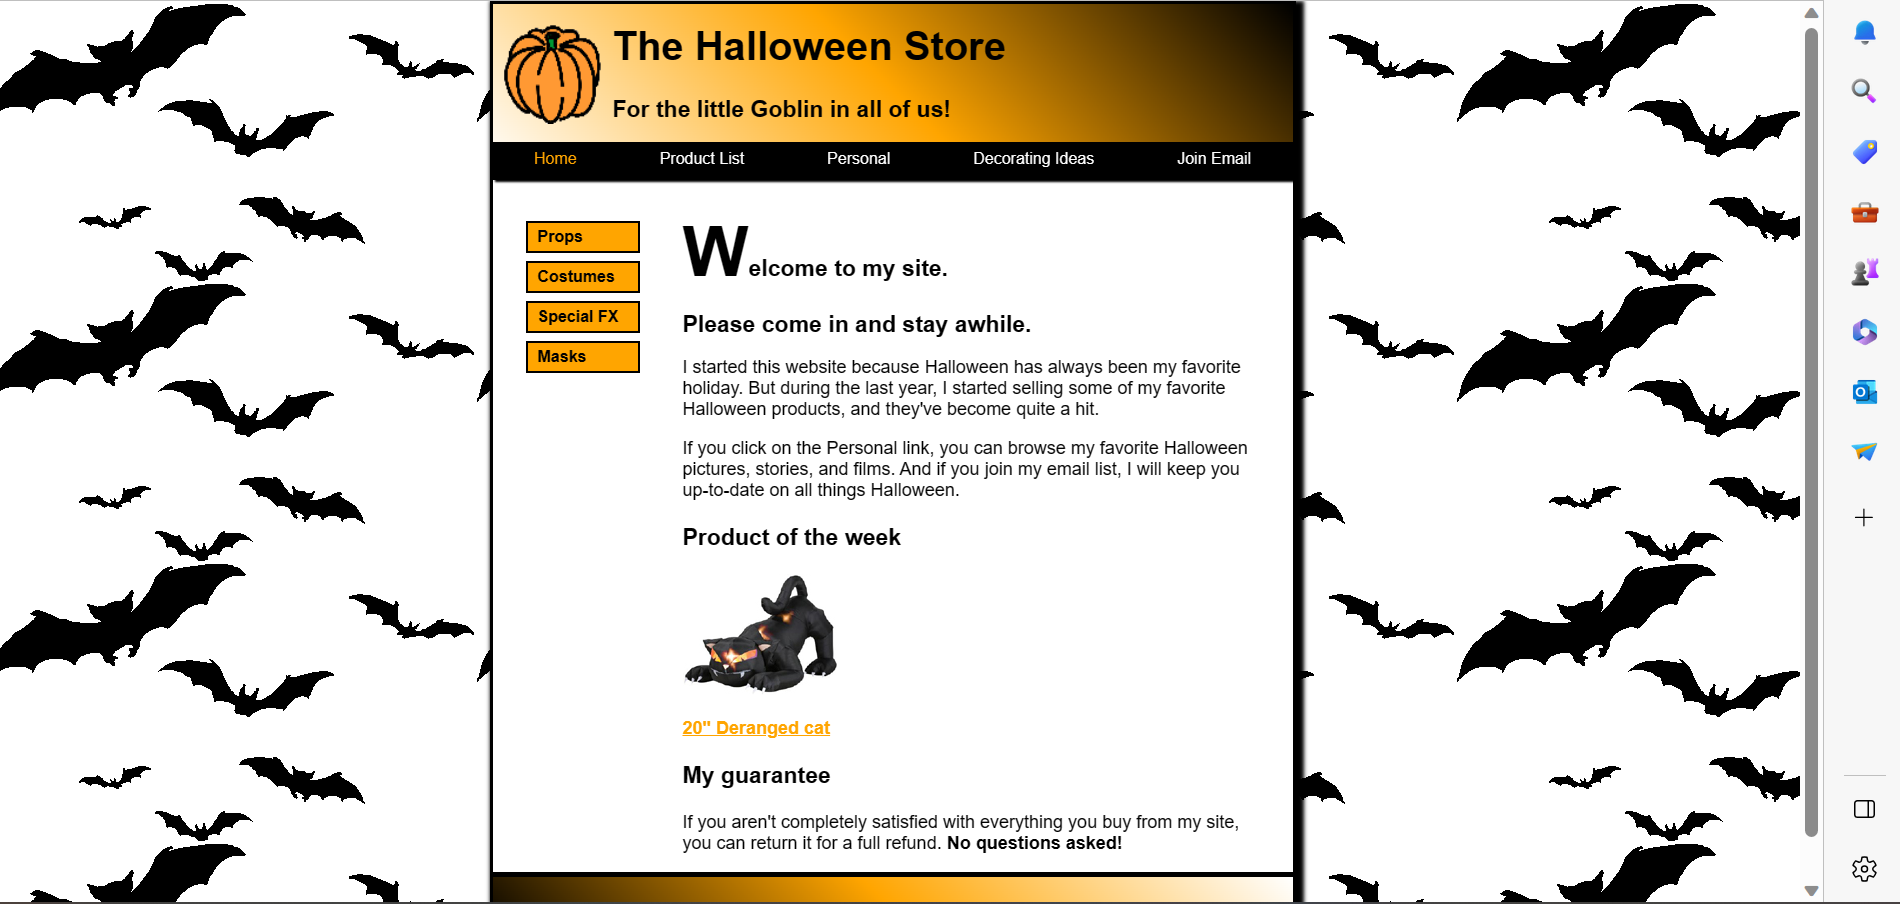 The Halloween Store
For the little Goblin in all of us!
Home Product List Personal Decorating Ideas Join Email
Props
Costumes
Special FX
Masks
Welcome to my site.
Please come in and stay awhile.
I started this website because Halloween has always been my favorite
holiday. But during the last year, I started selling some of my favorite
Halloween products, and they've become quite a hit.
If you click on the Personal link, you can browse my favorite Halloween
pictures, stories, and films. And if you join my email list, I will keep you
up-to-date on all things Halloween.
Product of the week
20" Deranged cat
My guarantee
If you aren't completely satisfied with everything you buy from my site,
you can return it for a full refund. No questions asked!